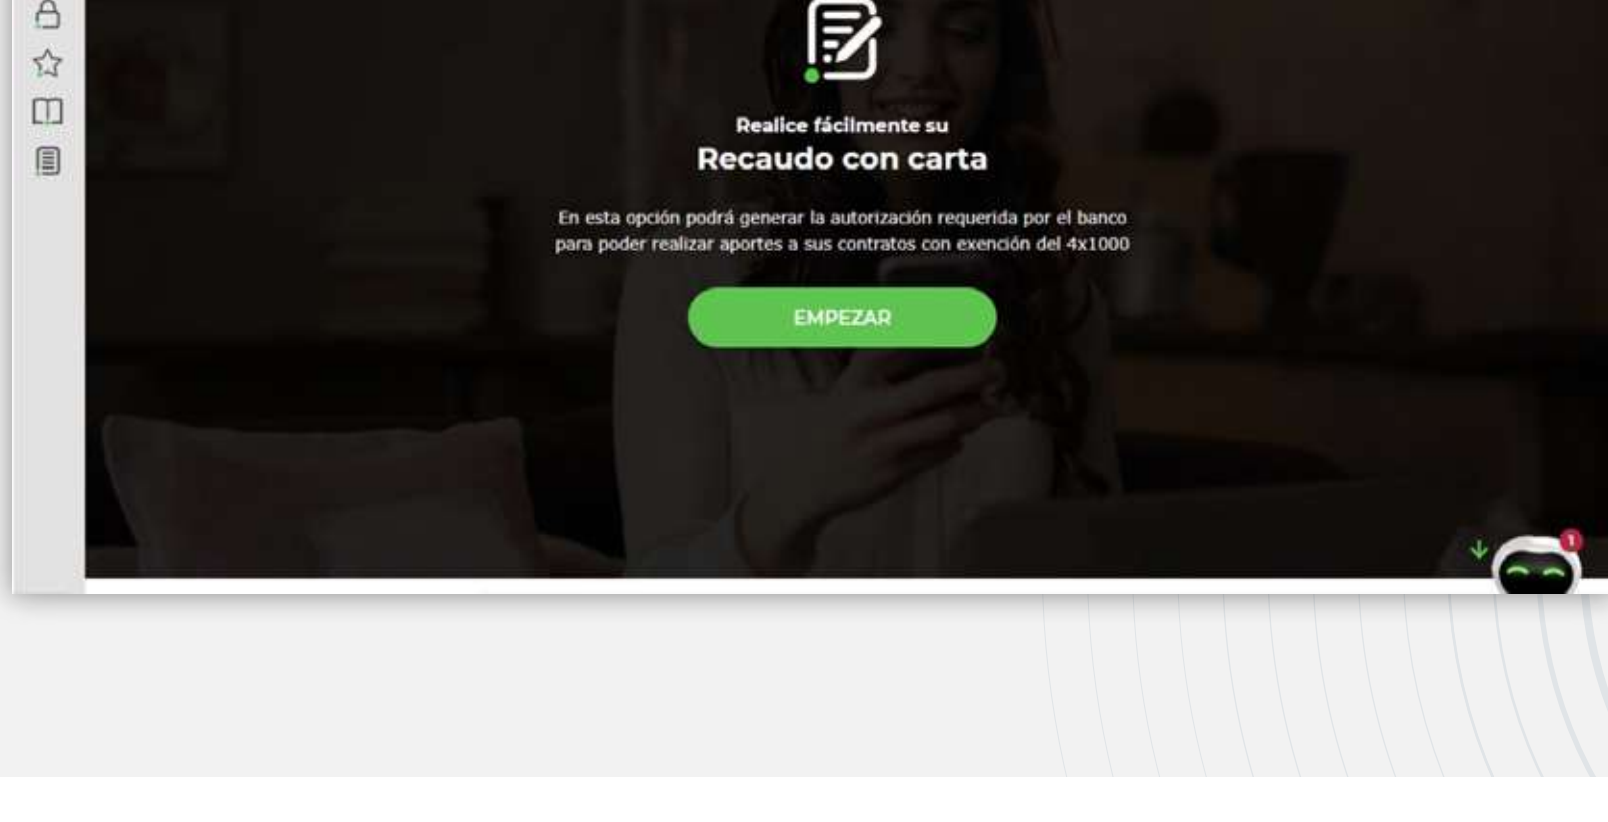 Realice fácilmente su
Recaudo con carta
En esta opción podrá generar la autorización requerida por el banco
para poder realizar aportes a sus contratos con exención del 4x1000
EMPEZAR
1